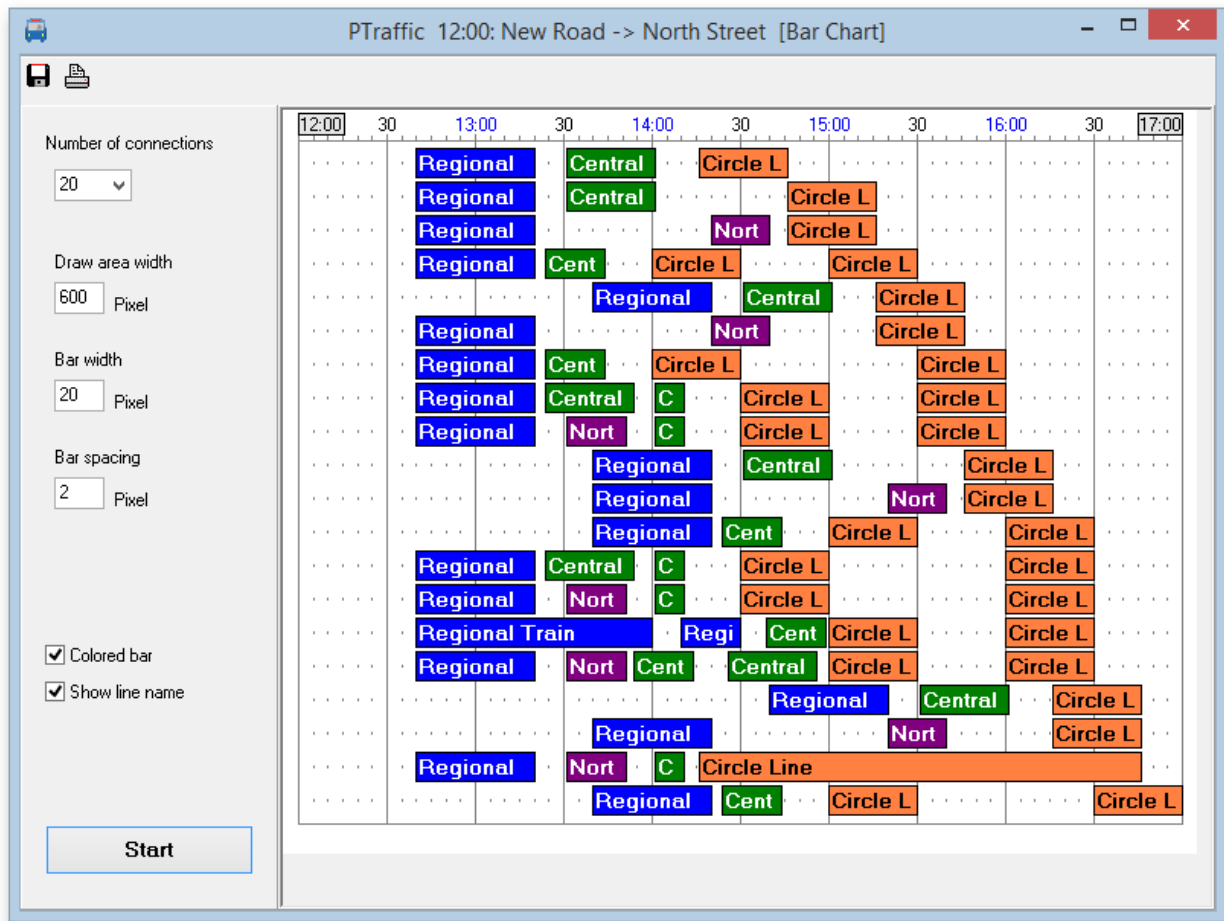 PTraffic 12:00: New Road -> North Street [Bar Chart]
Number of connections
20
Draw area width
600 Pixel
Bar width
20 Pixel
Bar spacing
2 Pixel
Colored bar
Show line name
Start
12:00 30 13:00 30 14:00 30 15:00 30 16:00 30 17:00
Regional Central Circle L
Regional Central Circle L
Regional Nort Circle L
Regional Cent Circle L Circle L
Regional Central Circle L
Regional Nort Circle L
Regional Cent Circle L Circle L
Regional Central C Circle L Circle L
Regional Nort C Circle L Circle L
Regional Central Circle L
Regional Nort Circle L
Regional Cent Circle L Circle L
Regional Central C Circle L Circle L
Regional Nort C Circle L Circle L
Regional Train Regi Cent Circle L Circle L
Regional Nort Cent Central Circle L Circle L
Regional Central Circle L
Regional Nort Circle L
Regional Nort C Circle Line
Regional Cent Circle L Circle L